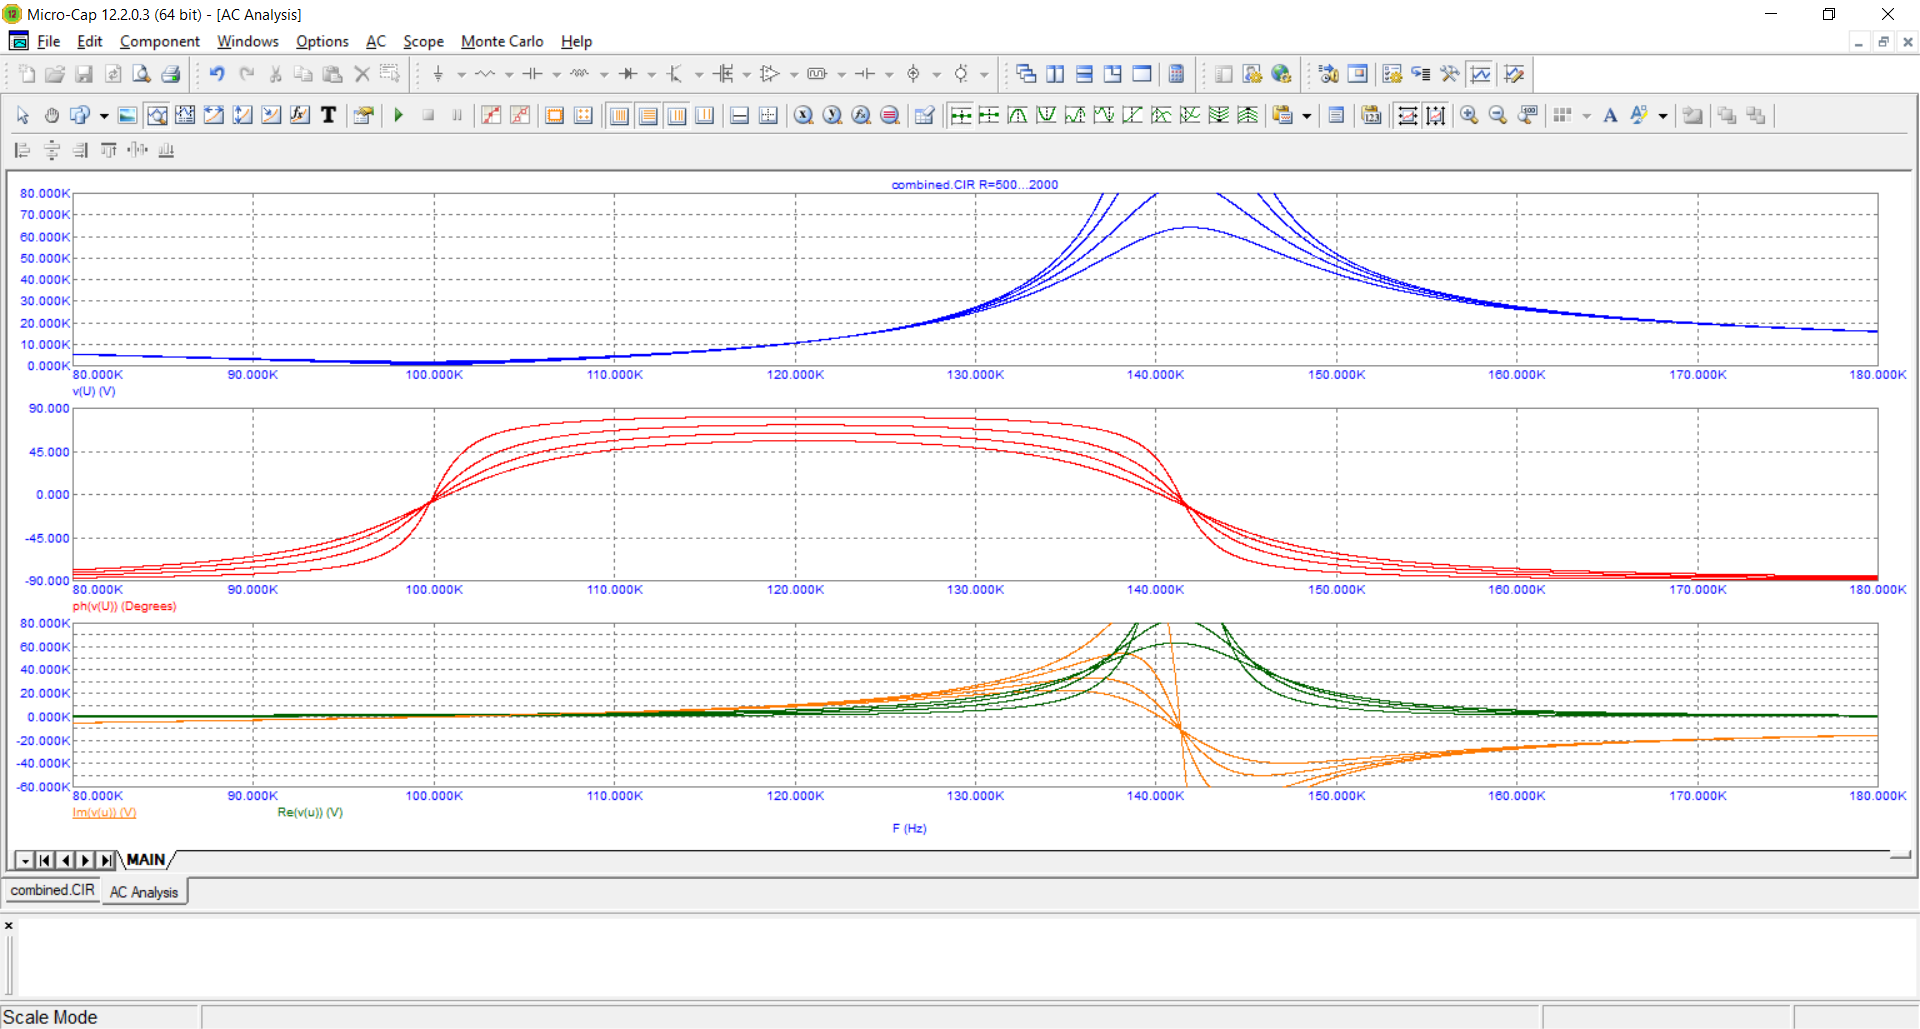 Micro-Cap 12.2.0.3 (64 bit) - [AC Analysis]
File Edit Component Windows Options AC Scope Monte Carlo Help
combined.CIR R=500...2000
80.000K
70.000K
60.000K
50.000K
40.000K
30.000K
20.000K
10.000K
0.000K
80.000K 90.000K 100.000K 110.000K 120.000K 130.000K 140.000K 150.000K 160.000K 170.000K 180.000K
v(U) (V)
90.000
45.000
0.000
-45.000
-90.000
80.000K 90.000K 100.000K 110.000K 120.000K 130.000K 140.000K 150.000K 160.000K 170.000K 180.000K
ph(v(U)) (Degrees)
80.000K
60.000K
40.000K
20.000K
0.000K
-20.000K
-40.000K
-60.000K
80.000K 90.000K 100.000K 110.000K 120.000K 130.000K 140.000K 150.000K 160.000K 170.000K 180.000K
Im(v(u)) (V) Re(v(u)) (V)
F (Hz)
MAIN
combined.CIR AC Analysis
Scale Mode